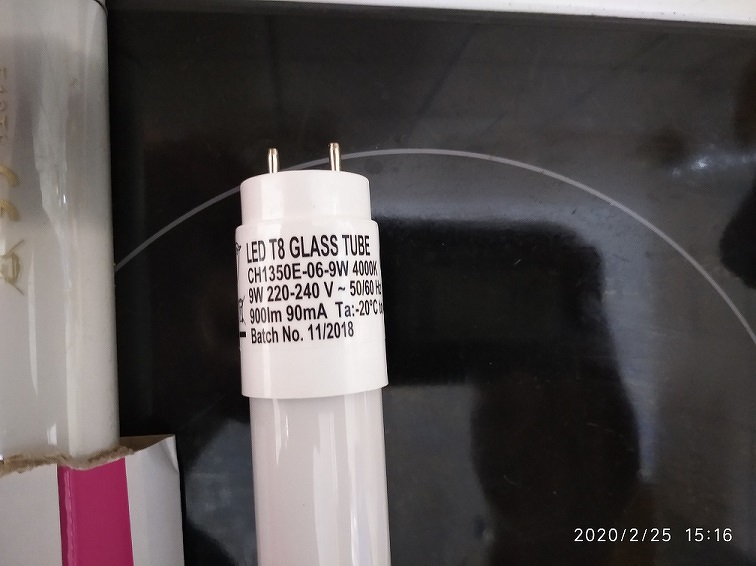 LED T8 GLASS TUBE
CH1350E-06-9W 4000K
9W 220-240 V ~ 50/60 Hz
900lm 90mA Ta:-20°C
Batch No. 11/2018
2020/2/25 15:16